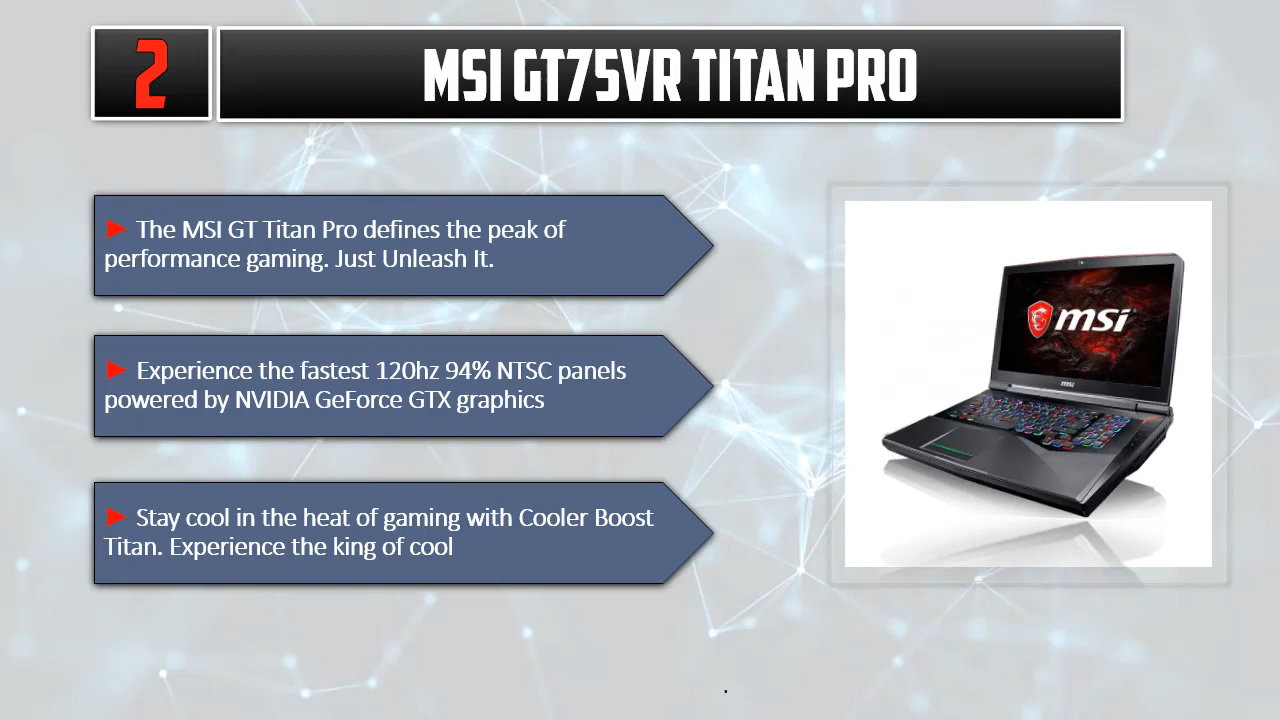 2
MSI GT75VR TITAN PRO
► The MSI GT Titan Pro defines the peak of
performance gaming. Just Unleash It.
► Experience the fastest 120hz 94% NTSC panels
powered by NVIDIA GeForce GTX graphics
► Stay cool in the heat of gaming with Cooler Boost
Titan. Experience the king of cool
msi
msi
.